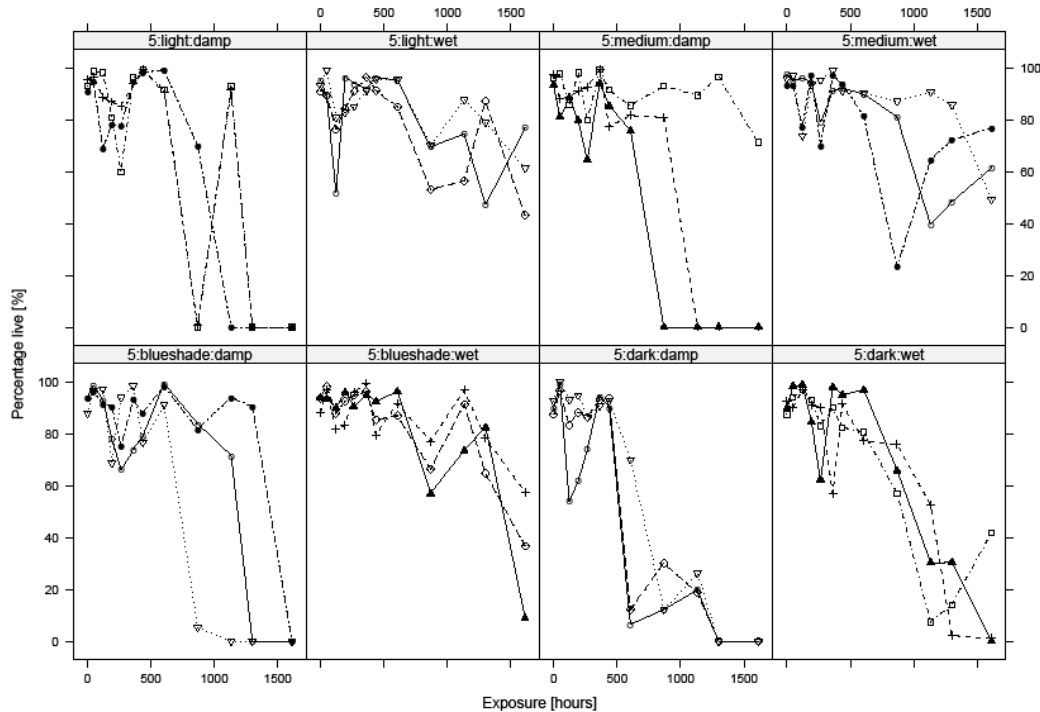 0 500 1000 1500 0 500 1000 1500
5:light:damp 5:light:wet 5:medium:damp 5:medium:wet
100
80
60
40
20
0
5:blueshade:damp 5:blueshade:wet 5:dark:damp 5:dark:wet
100
80
60
40
20
0
Percentage live [%]
0 500 1000 1500 0 500 1000 1500
Exposure [hours]